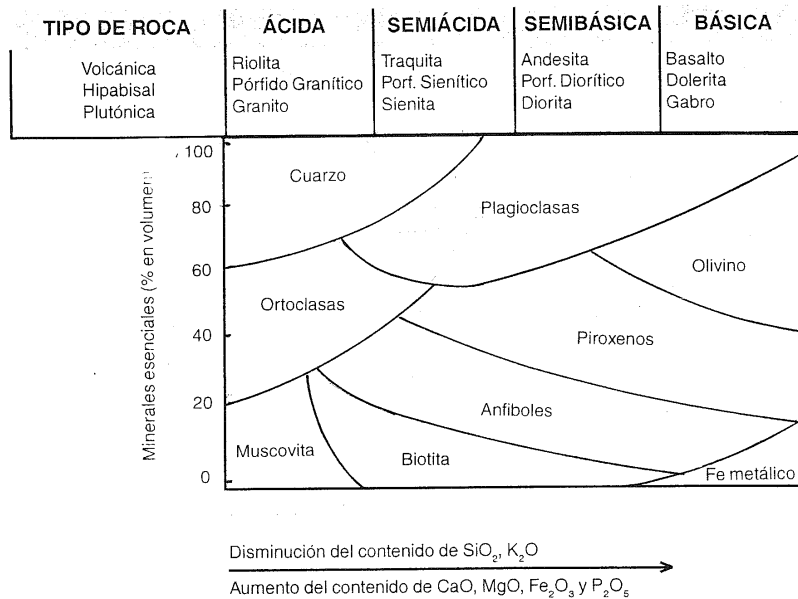 TIPO DE ROCA ÁCIDA SEMIÁCIDA SEMIBÁSICA BÁSICA
Volcánica Riolita Traquita Andesita Basalto
Hipabisal Pórfido Granítico Porf. Sienítico Porf. Diorítico Dolerita
Plutónica Granito Sienita Diorita Gabro
Minerales esenciales (% en volumen)
100
80
60
40
20
0
Cuarzo
Plagioclasas
Olivino
Ortoclasas
Piroxenos
Anfiboles
Muscovita
Biotita
Fe metálico
Disminución del contenido de SiO₂, K₂O
Aumento del contenido de CaO, MgO, Fe₂O₃ y P₂O₅